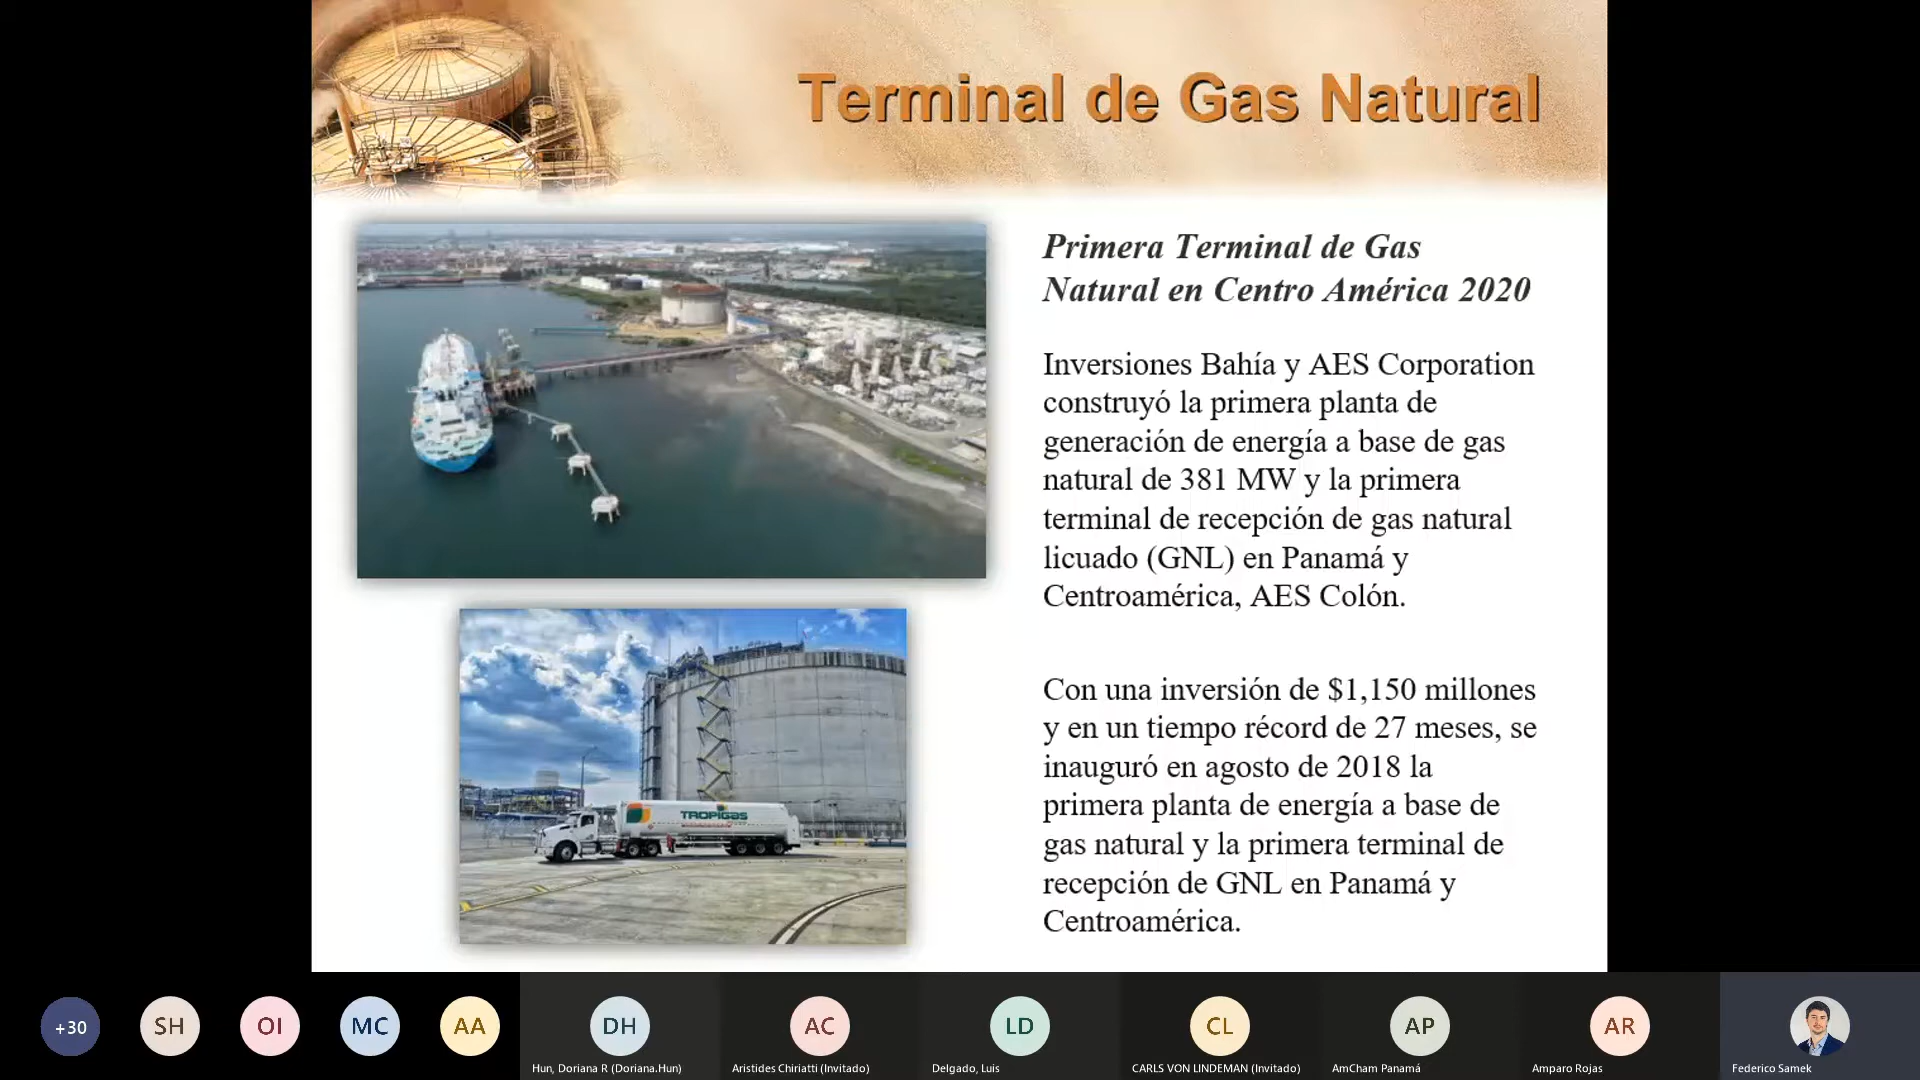 Terminal de Gas Natural
Primera Terminal de Gas
Natural en Centro América 2020
Inversiones Bahía y AES Corporation
construyó la primera planta de
generación de energía a base de gas
natural de 381 MW y la primera
terminal de recepción de gas natural
licuado (GNL) en Panamá y
Centroamérica, AES Colón.
Con una inversión de $1,150 millones
y en un tiempo récord de 27 meses, se
inauguró en agosto de 2018 la
primera planta de energía a base de
gas natural y la primera terminal de
recepción de GNL en Panamá y
Centroamérica.
TROPIGAS
+30
SH
OI
MC
AA
DH
AC
LD
CL
AP
AR
Hun, Doriana R (Doriana.Hun)
Aristides Chiriatti (Invitado)
Delgado, Luis
CARLS VON LINDEMAN (Invitado)
AmCham Panamá
Amparo Rojas
Federico Samek